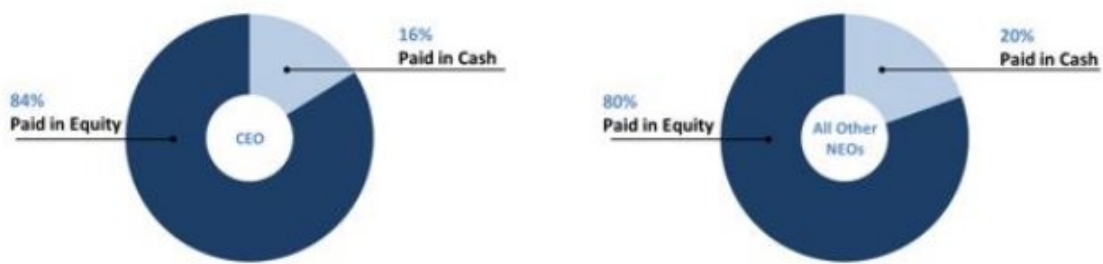 16%
Paid in Cash
84%
Paid in Equity
CEO
20%
Paid in Cash
80%
Paid in Equity
All Other
NEOs